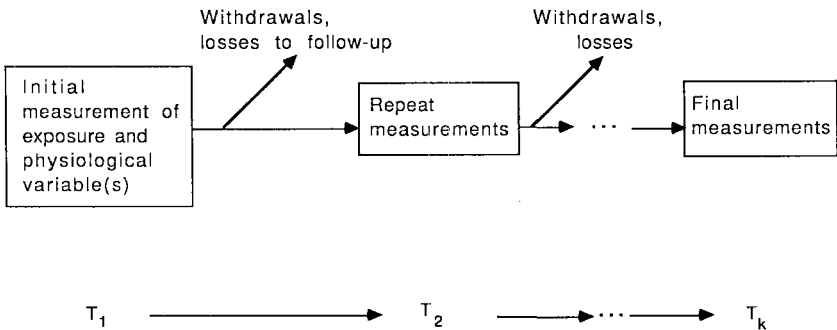 Withdrawals,
losses to follow-up
Withdrawals,
losses
Initial
measurement of
exposure and
physiological
variable(s)
Repeat
measurements
...
Final
measurements
T1
T2
...
Tk